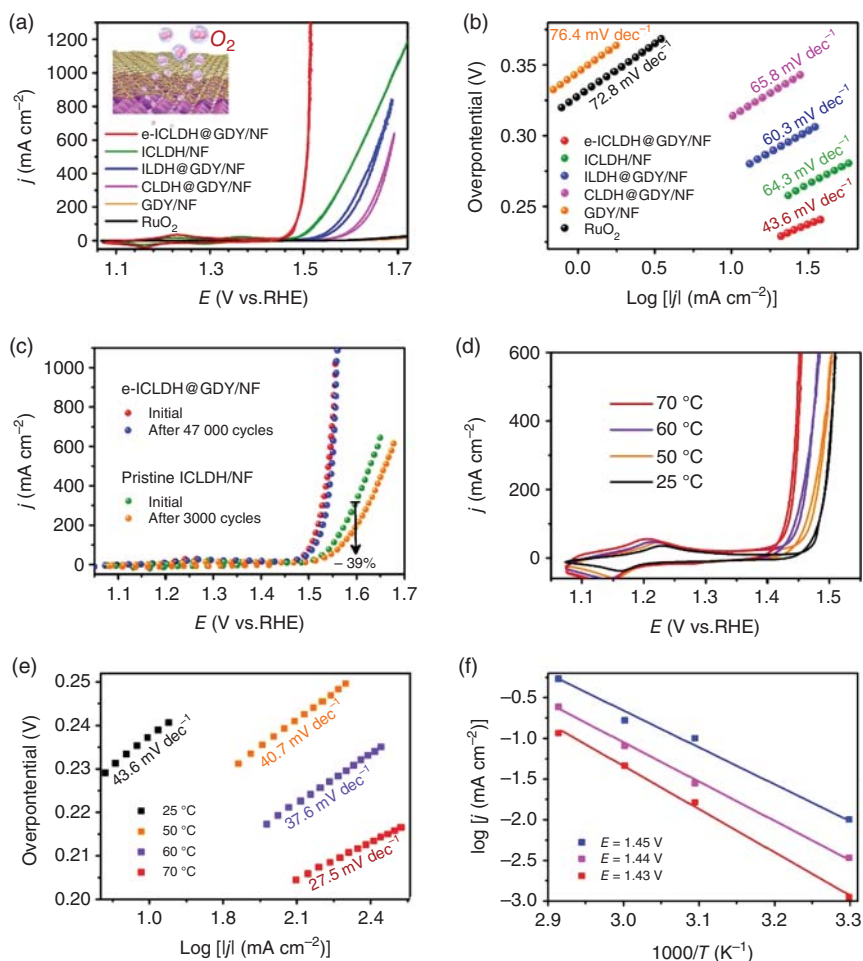 (a)
O2
j (mA cm−2)
1200
1000
800
600
400
200
0
e-ICLDH@GDY/NF
ICLDH/NF
ILDH@GDY/NF
CLDH@GDY/NF
GDY/NF
RuO2
1.1
1.3
1.5
1.7
E (V vs.RHE)
(b)
Overpotential (V)
0.35
0.30
0.25
76.4 mV dec−1
72.8 mV dec−1
65.8 mV dec−1
60.3 mV dec−1
64.3 mV dec−1
43.6 mV dec−1
e-ICLDH@GDY/NF
ICLDH/NF
ILDH@GDY/NF
CLDH@GDY/NF
GDY/NF
RuO2
0.0
0.5
1.0
1.5
Log [|j| (mA cm−2)]
(c)
j (mA cm−2)
1000
800
600
400
200
0
e-ICLDH@GDY/NF
Initial
After 47 000 cycles
Pristine ICLDH/NF
Initial
After 3000 cycles
– 39%
1.1
1.2
1.3
1.4
1.5
1.6
1.7
E (V vs.RHE)
(d)
j (mA cm−2)
600
400
200
0
70 °C
60 °C
50 °C
25 °C
1.1
1.2
1.3
1.4
1.5
E (V vs.RHE)
(e)
Overpotential (V)
0.25
0.24
0.23
0.22
0.21
0.20
43.6 mV dec−1
40.7 mV dec−1
37.6 mV dec−1
27.5 mV dec−1
25 °C
50 °C
60 °C
70 °C
1.0
1.8
2.1
2.4
Log [|j| (mA cm−2)]
(f)
log [j (mA cm−2)]
−0.5
−1.0
−1.5
−2.0
−2.5
−3.0
E = 1.45 V
E = 1.44 V
E = 1.43 V
2.9
3.0
3.1
3.2
3.3
1000/T (K−1)